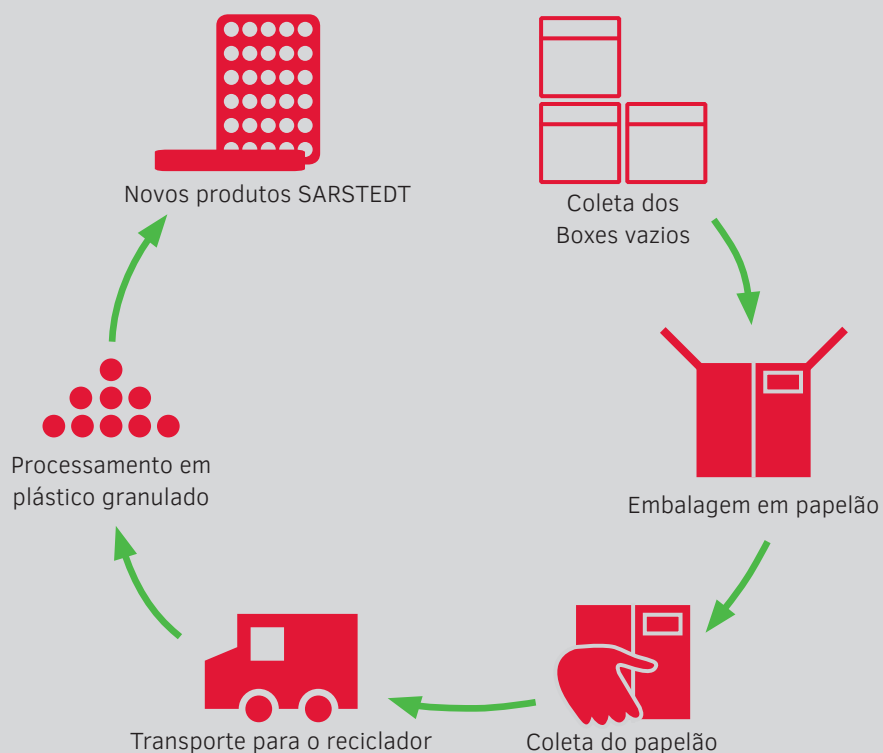 Novos produtos SARSTEDT
Coleta dos
Boxes vazios
Embalagem em papelão
Coleta do papelão
Transporte para o reciclador
Processamento em
plástico granulado